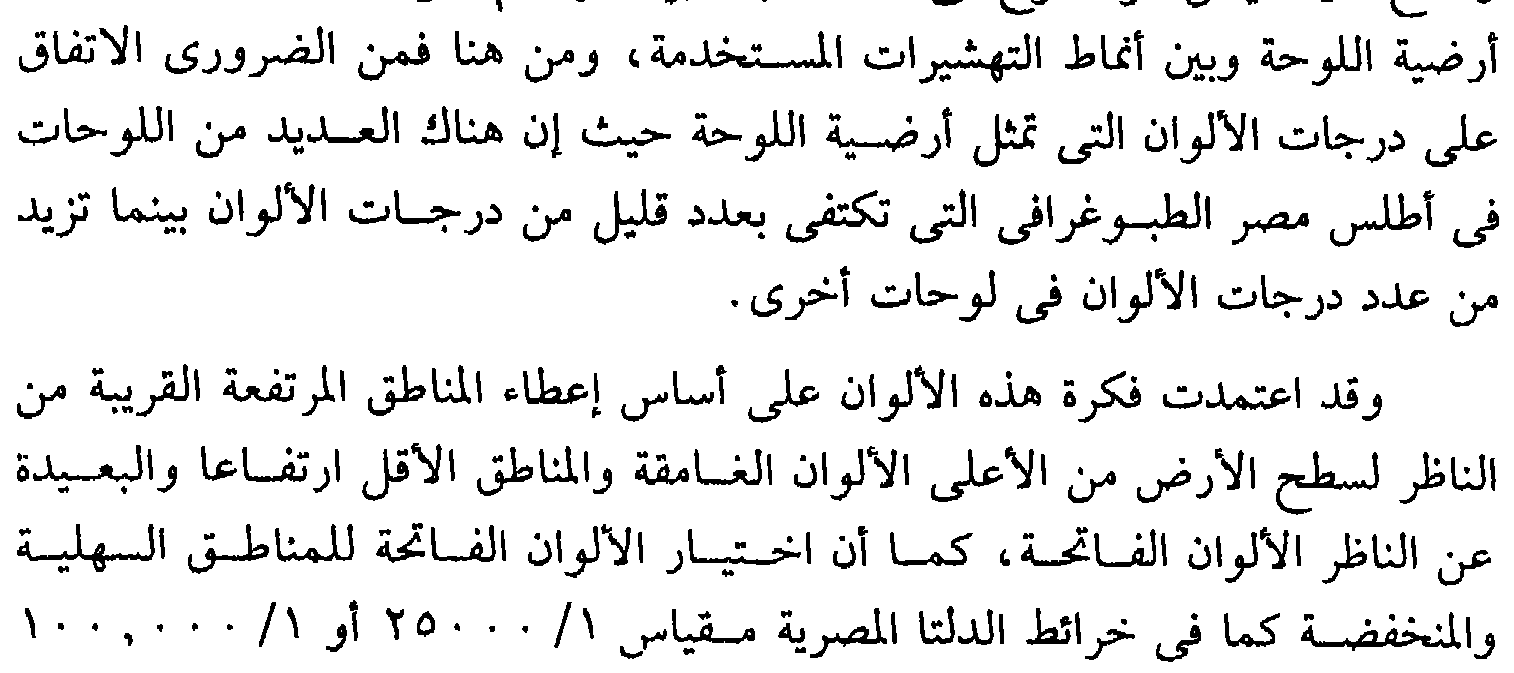 أرضية اللوحة وبين أنماط التهشيرات المستخدمة، ومن هنا فمن الضرورى الاتفاق
على درجات الألوان التى تمثل أرضية اللوحة حيث إن هناك العديد من اللوحات
فى أطلس مصر الطبوغرافى التى تكتفى بعدد قليل من درجات الألوان بينما تزيد
من عدد درجات الألوان فى لوحات أخرى.
وقد اعتمدت فكرة هذه الألوان على أساس إعطاء المناطق المرتفعة القريبة من
الناظر لسطح الأرض من الأعلى الألوان الغامقة والمناطق الأقل ارتفاعا والبعيدة
عن الناظر الألوان الفاتحة، كما أن اختيار الألوان الفاتحة للمناطق السهلية
والمنخفضة كما فى خرائط الدلتا المصرية مقياس ١/ ٢٥٠٠٠ أو ١/ ١٠٠,٠٠٠